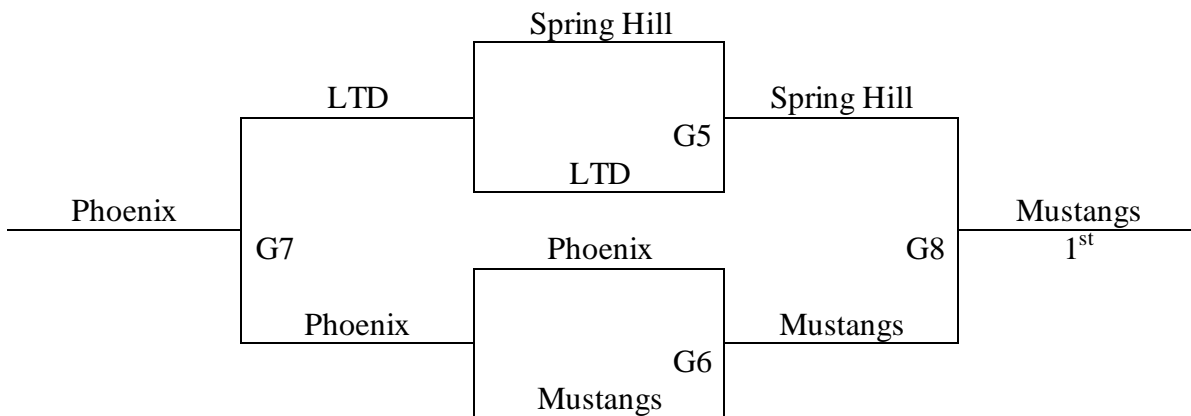 Spring Hill
LTD
Spring Hill
G5
LTD
Phoenix
Mustangs
G7
Phoenix
G8
1st
Phoenix
Mustangs
G6
Mustangs